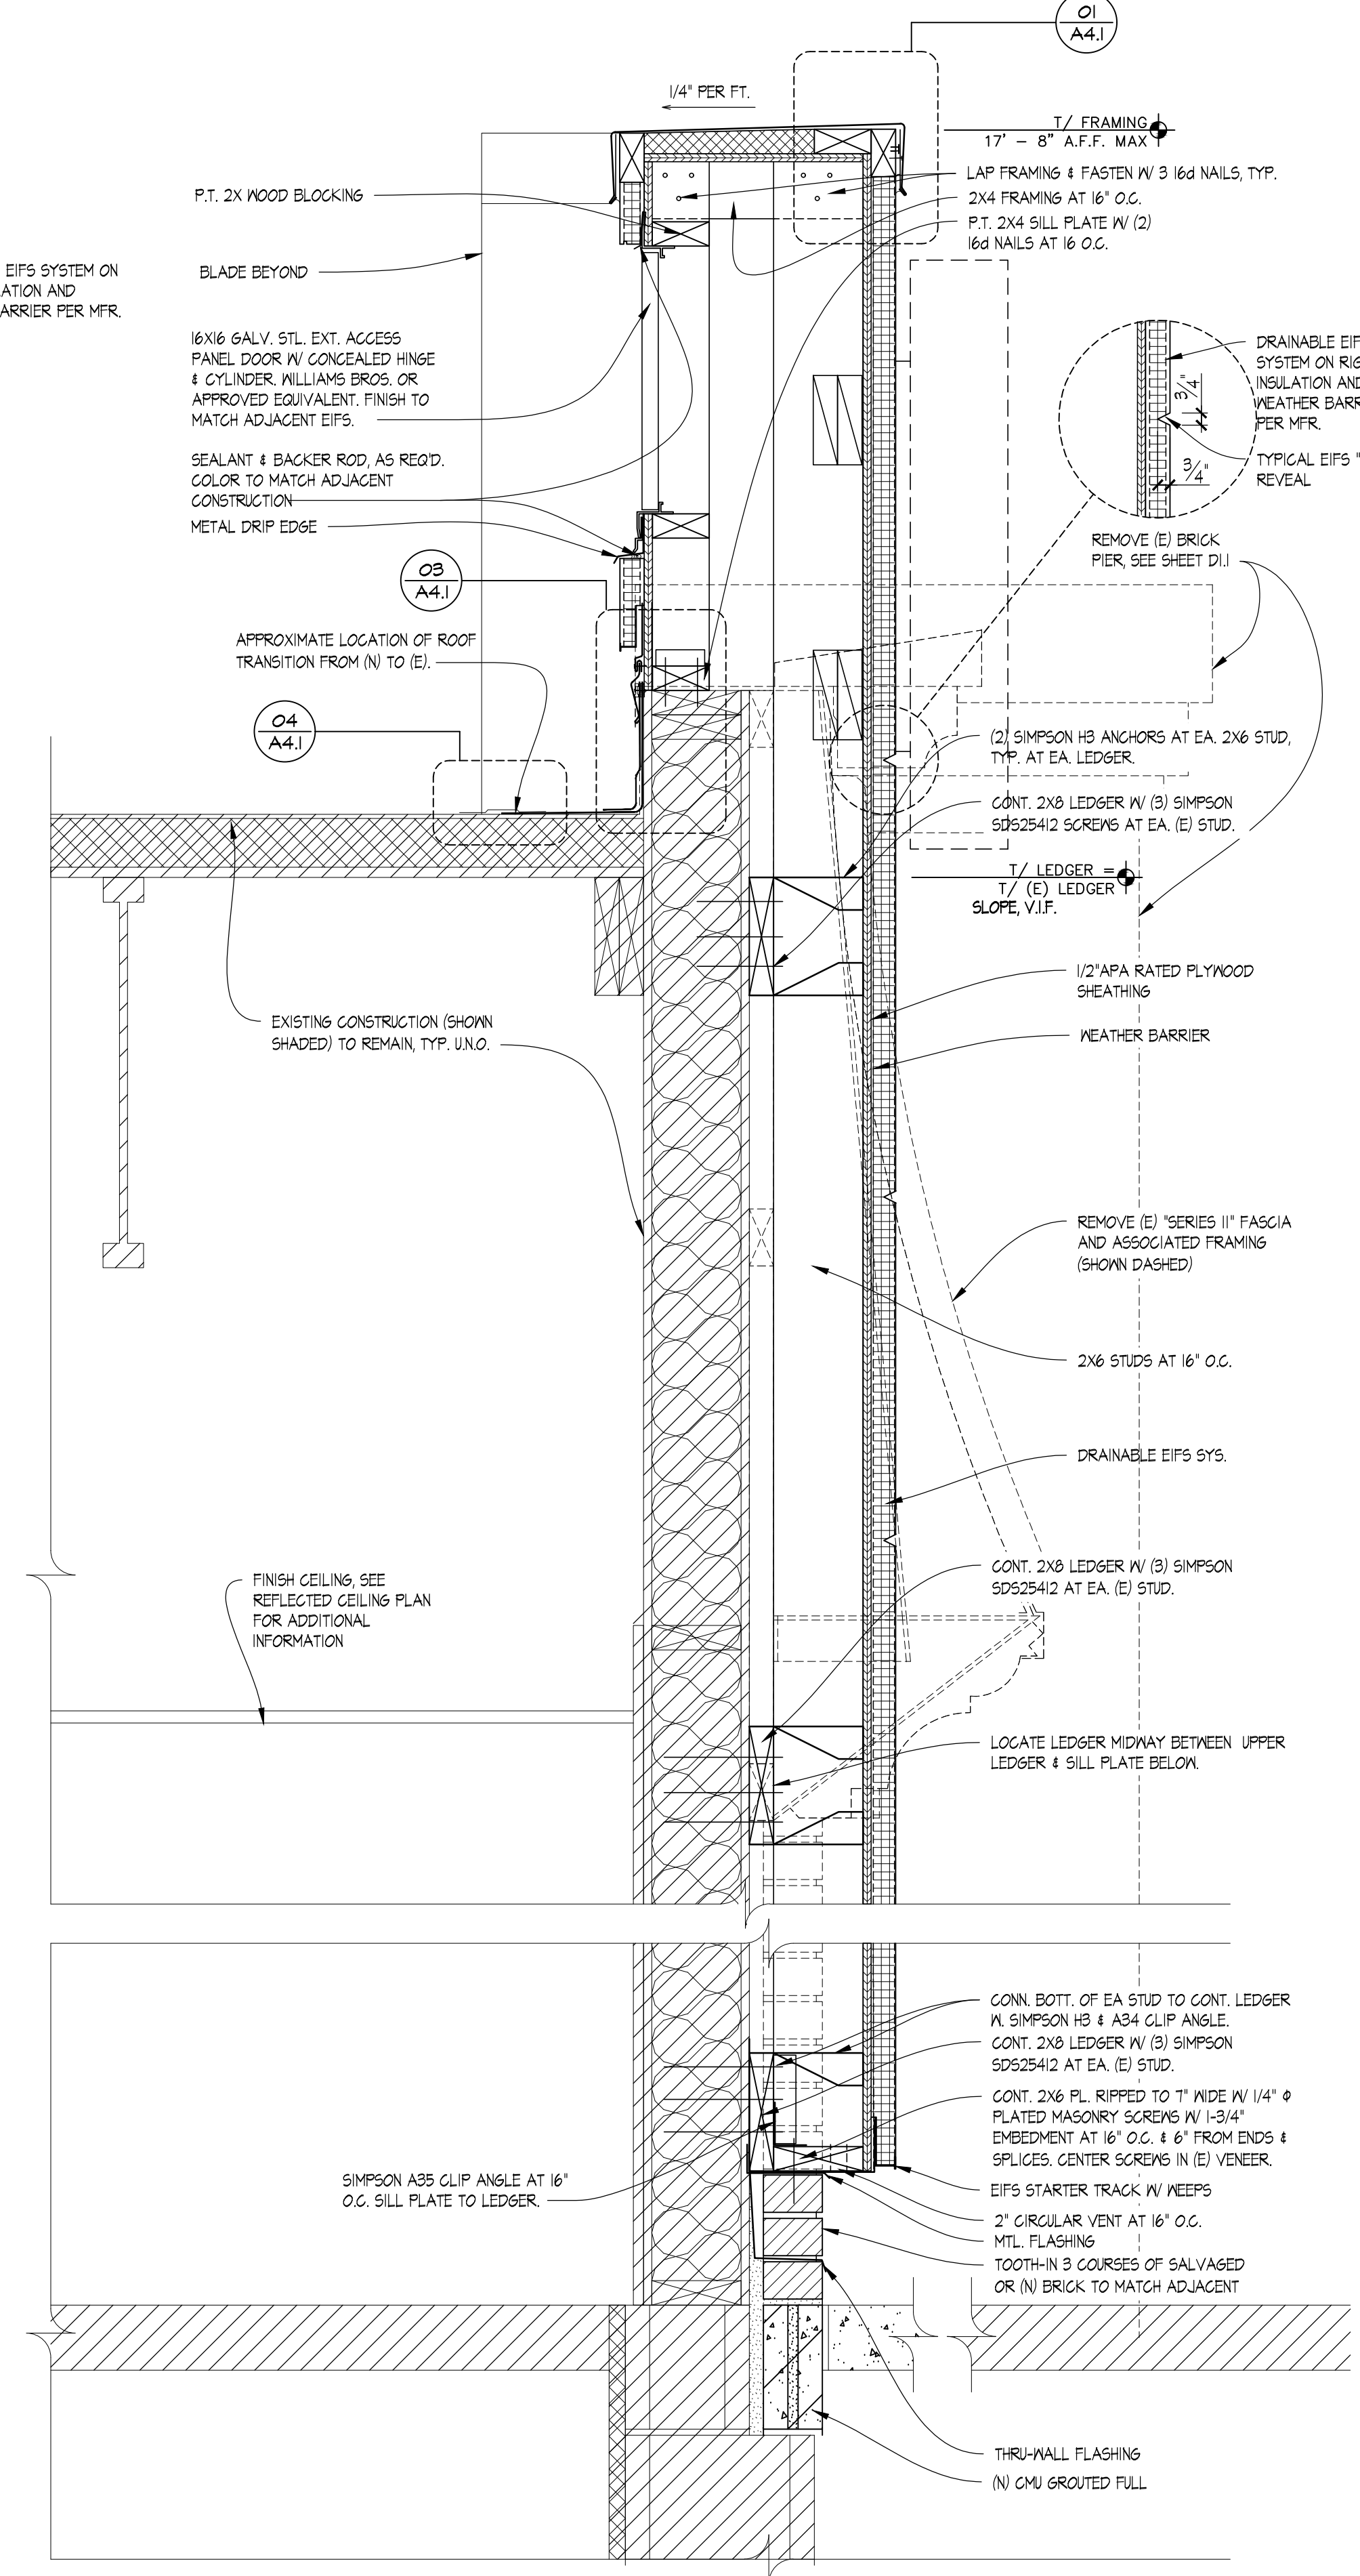 01
A4.1
1/4" PER FT.
T/ FRAMING
17' - 8" A.F.F. MAX
P.T. 2X WOOD BLOCKING
LAP FRAMING & FASTEN W/ 3 16d NAILS, TYP.
2X4 FRAMING AT 16" O.C.
P.T. 2X4 SILL PLATE W/ (2)
16d NAILS AT 16 O.C.
EIFS SYSTEM ON
ATION AND
ARRIER PER MFR.
BLADE BEYOND
16X16 GALV. STL. EXT. ACCESS
PANEL DOOR W/ CONCEALED HINGE
& CYLINDER. WILLIAMS BROS. OR
APPROVED EQUIVALENT. FINISH TO
MATCH ADJACENT EIFS.
DRAINABLE EIF
SYSTEM ON RIG
INSULATION AND
WEATHER BARR
PER MFR.
3/4"
TYPICAL EIFS "
REVEAL
3/4"
SEALANT & BACKER ROD, AS REQ'D.
COLOR TO MATCH ADJACENT
CONSTRUCTION
METAL DRIP EDGE
REMOVE (E) BRICK
PIER, SEE SHEET D1.1
03
A4.1
APPROXIMATE LOCATION OF ROOF
TRANSITION FROM (N) TO (E).
04
A4.1
(2) SIMPSON H3 ANCHORS AT EA. 2X6 STUD,
TYP. AT EA. LEDGER.
CONT. 2X8 LEDGER W/ (3) SIMPSON
SDS25412 SCREWS AT EA. (E) STUD.
T/ LEDGER =
T/ (E) LEDGER
SLOPE, V.I.F.
1/2"APA RATED PLYWOOD
SHEATHING
EXISTING CONSTRUCTION (SHOWN
SHADED) TO REMAIN, TYP. U.N.O.
WEATHER BARRIER
REMOVE (E) "SERIES II" FASCIA
AND ASSOCIATED FRAMING
(SHOWN DASHED)
2X6 STUDS AT 16" O.C.
DRAINABLE EIFS SYS.
CONT. 2X8 LEDGER W/ (3) SIMPSON
SDS25412 AT EA. (E) STUD.
FINISH CEILING, SEE
REFLECTED CEILING PLAN
FOR ADDITIONAL
INFORMATION
LOCATE LEDGER MIDWAY BETWEEN UPPER
LEDGER & SILL PLATE BELOW.
CONN. BOTT. OF EA STUD TO CONT. LEDGER
W. SIMPSON H3 & A34 CLIP ANGLE.
CONT. 2X8 LEDGER W/ (3) SIMPSON
SDS25412 AT EA. (E) STUD.
CONT. 2X6 PL. RIPPED TO 7" WIDE W/ 1/4" Φ
PLATED MASONRY SCREWS W/ 1-3/4"
EMBEDMENT AT 16" O.C. & 6" FROM ENDS &
SPLICES. CENTER SCREWS IN (E) VENEER.
SIMPSON A35 CLIP ANGLE AT 16"
O.C. SILL PLATE TO LEDGER.
EIFS STARTER TRACK W/ WEEPS
2" CIRCULAR VENT AT 16" O.C.
MTL. FLASHING
TOOTH-IN 3 COURSES OF SALVAGED
OR (N) BRICK TO MATCH ADJACENT
THRU-WALL FLASHING
(N) CMU GROUTED FULL